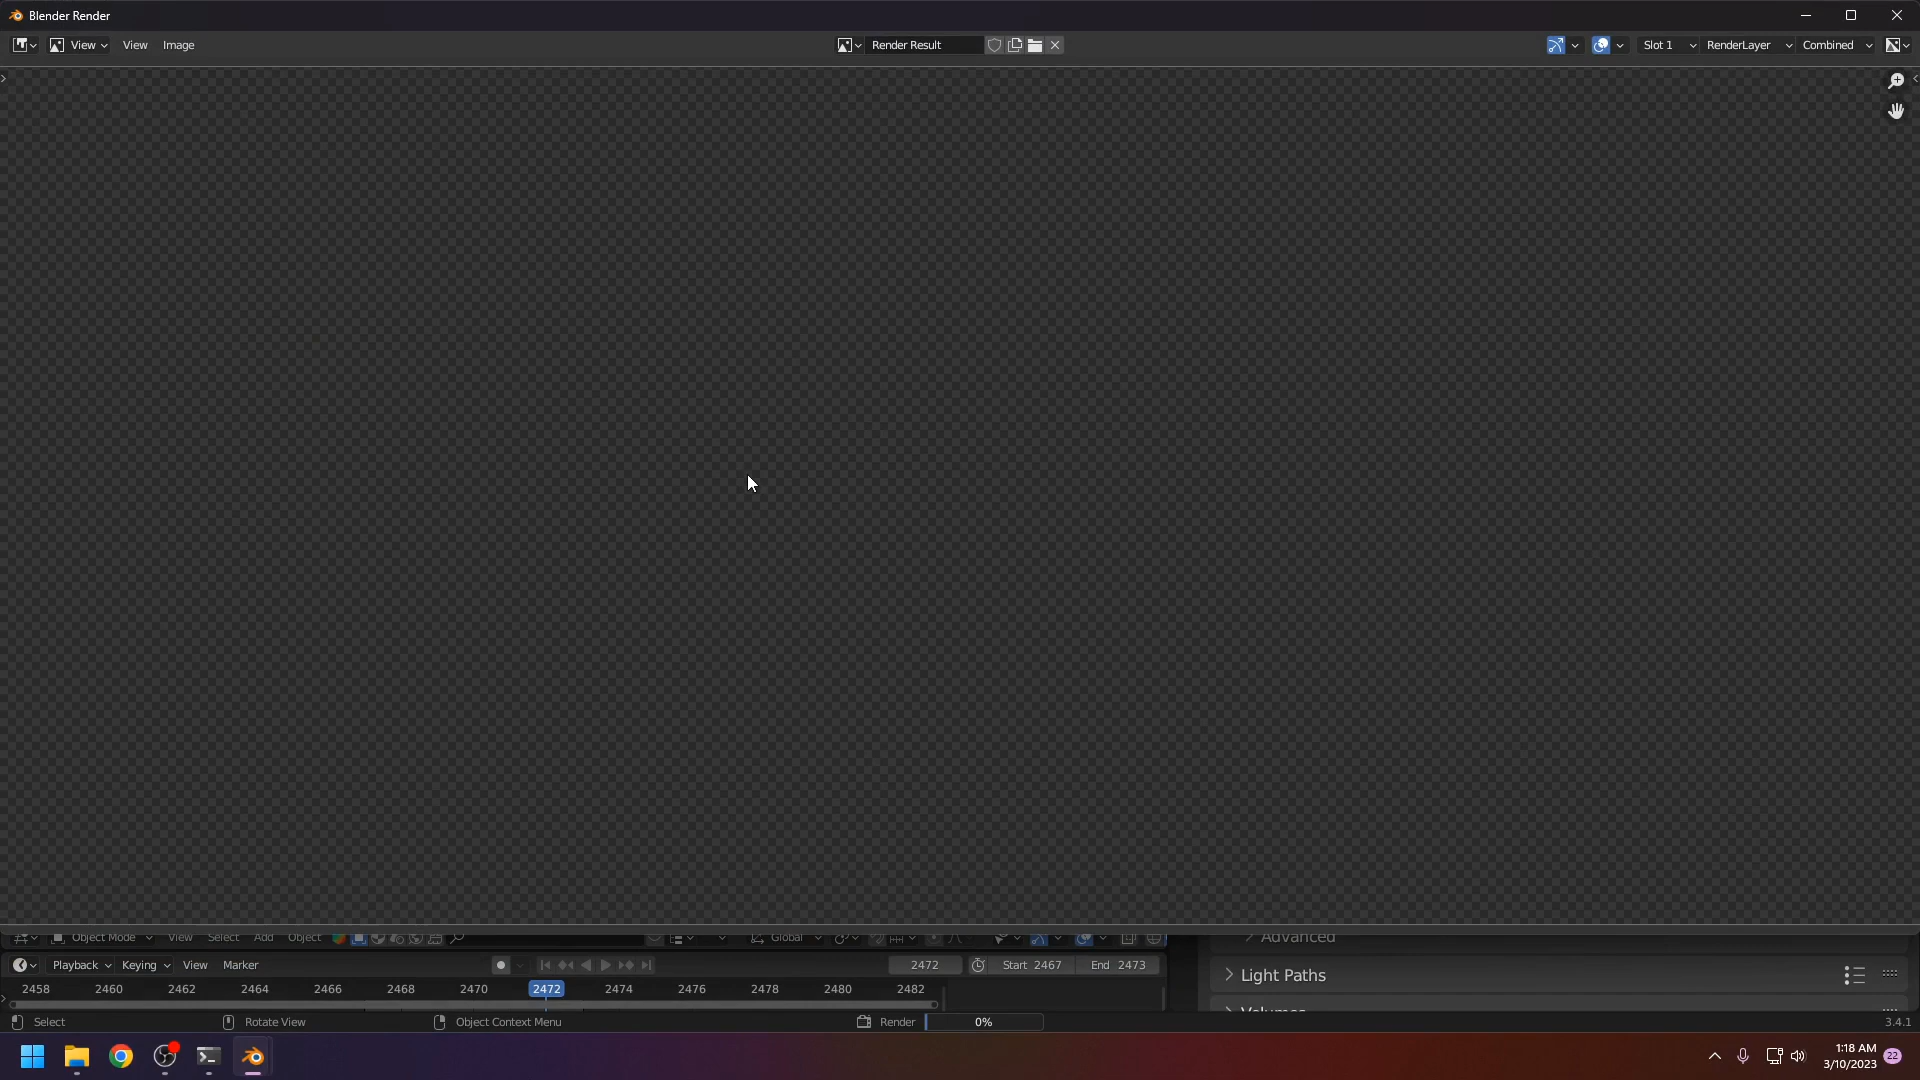 Blender Render
View View Image Render Result Slot 1 RenderLayer Combined
Object Mode View Select Add Object Global Advanced
Playback Keying View Marker 2472 Start 2467 End 2473
Light Paths
2458 2460 2462 2464 2466 2468 2470 2472 2474 2476 2478 2480 2482
Volumes
Select Rotate View Object Context Menu Render 0% 3.4.1
1:18 AM
3/10/2023 22